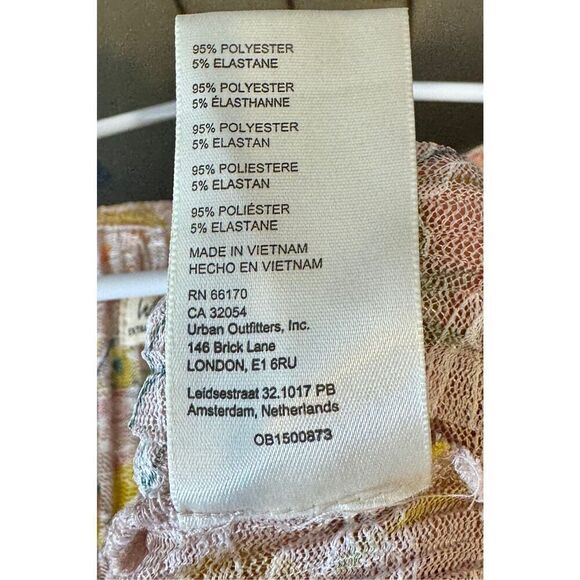 95% POLYESTER
5% ELASTANE
95% POLYESTER
5% ÉLASTHANNE
95% POLYESTER
5% ELASTAN
95% POLIESTERE
5% ELASTAN
95% POLIÉSTER
5% ELASTANE
MADE IN VIETNAM
HECHO EN VIETNAM
RN 66170
CA 32054
Urban Outfitters, Inc.
146 Brick Lane
LONDON, E1 6RU
Leidsestraat 32.1017 PB
Amsterdam, Netherlands
OB1500873